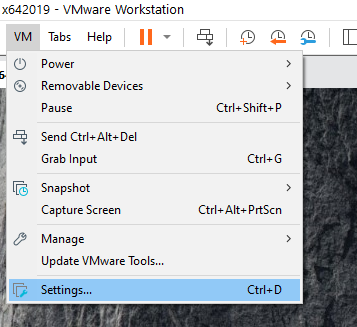 x642019 - VMware Workstation
VM Tabs Help
Power
Removable Devices
Pause Ctrl+Shift+P
Send Ctrl+Alt+Del
Grab Input Ctrl+G
Snapshot
Capture Screen Ctrl+Alt+PrtScn
Manage
Update VMware Tools...
Settings... Ctrl+D